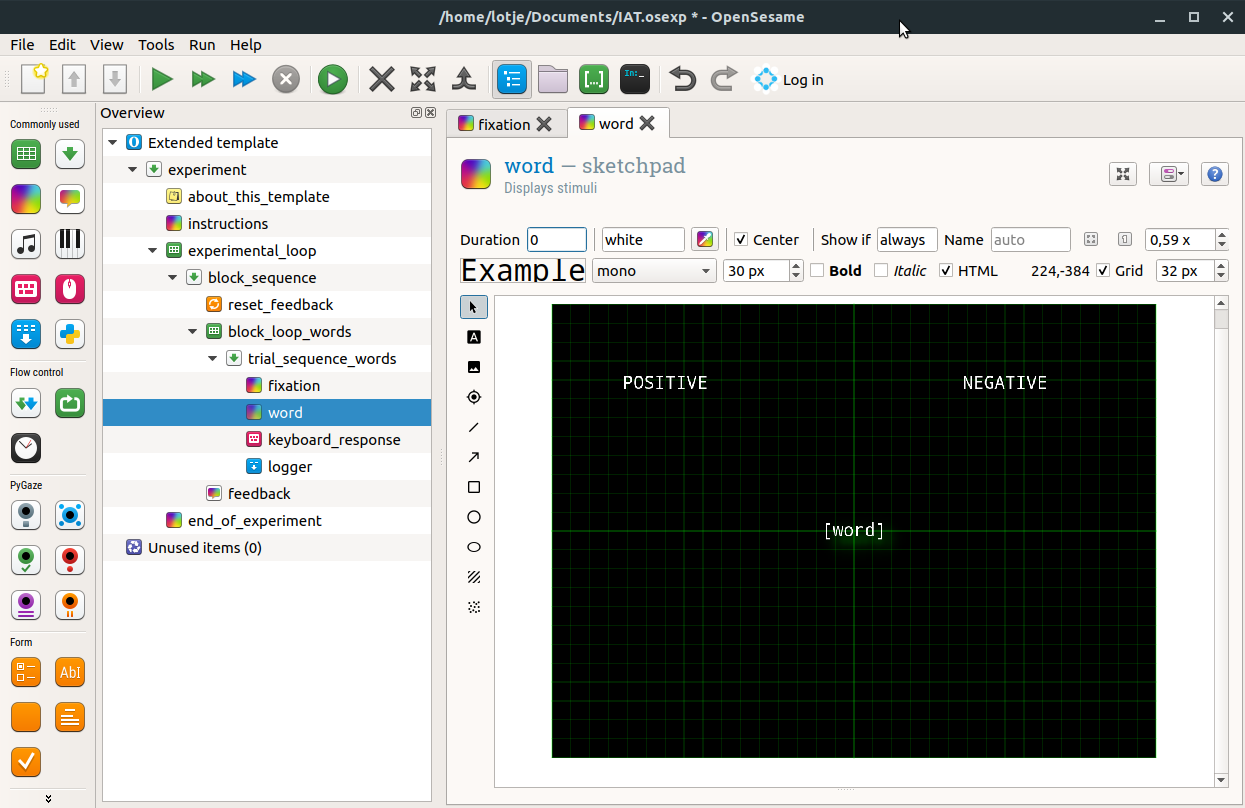 /home/lotje/Documents/IAT.osexp * - OpenSesame
File Edit View Tools Run Help
[...] In:_ Log in
Commonly used
Flow control
PyGaze
Form
Abi
Overview
Extended template
experiment
about_this_template
instructions
experimental_loop
block_sequence
reset_feedback
block_loop_words
trial_sequence_words
fixation
word
keyboard_response
logger
feedback
end_of_experiment
Unused items (0)
fixation word
word — sketchpad
Displays stimuli
?
Duration 0 white Center Show if always Name auto 0,59 x
Example mono 30 px Bold Italic HTML 224,-384 Grid 32 px
A
POSITIVE NEGATIVE
[word]